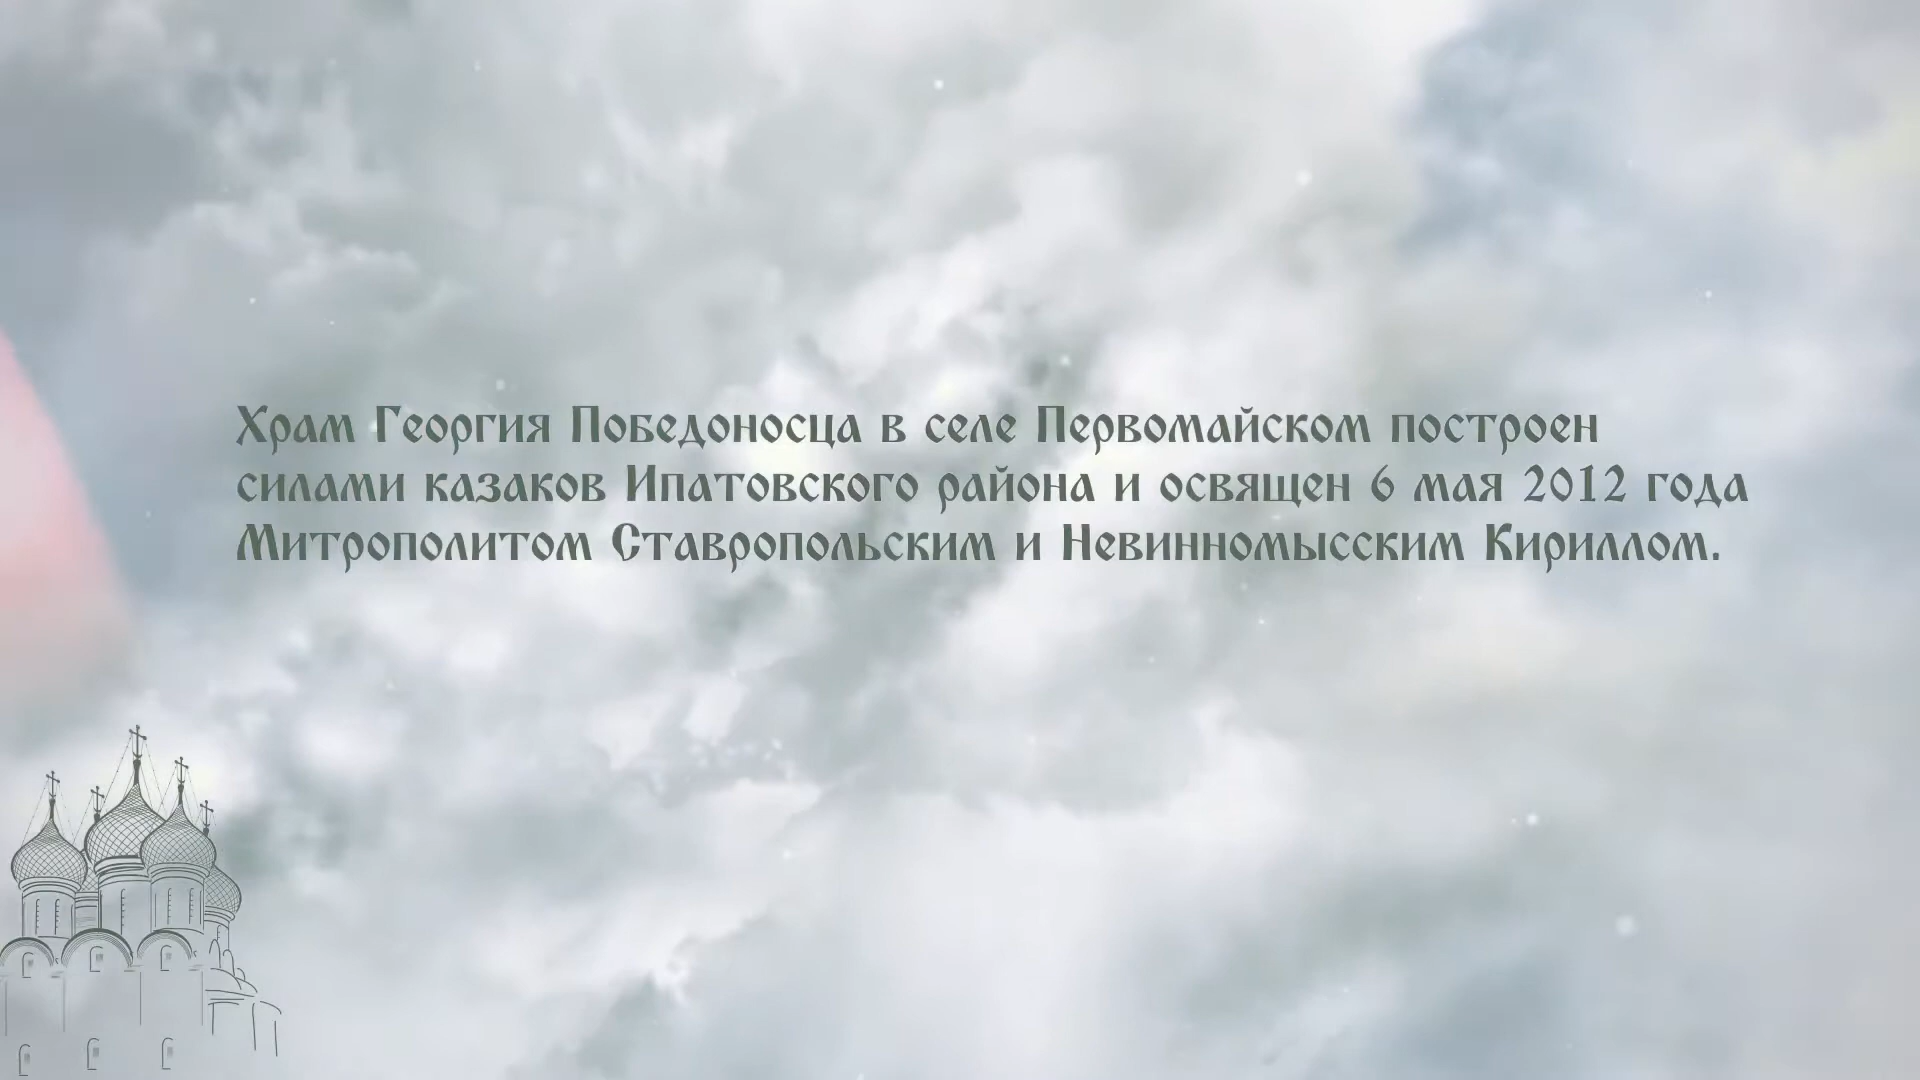 Храм Георгия Победоносца в селе Первомайском построен
силами казаков Ипатовского района и освящен 6 мая 2012 года
Митрополитом Ставропольским и Невинномысским Кириллом.